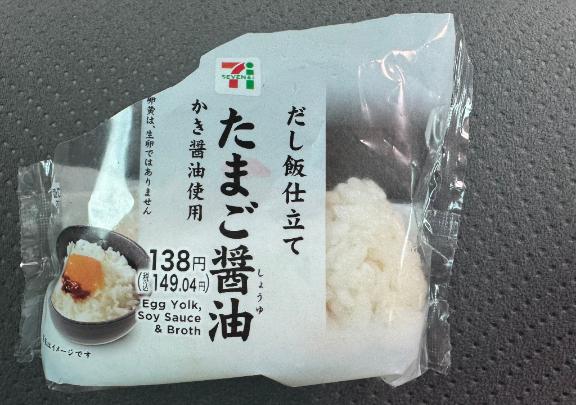 SEVEN & i
だし飯仕立て
たまご醤油
しょうゆ
かき醤油使用
卵黄は、生卵ではありません
138円
(税込149.04円)
Egg Yolk,
Soy Sauce
& Broth
はイメージです